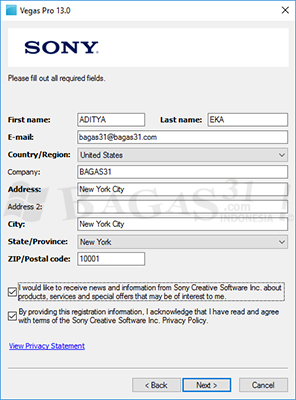 Vegas Pro 13.0
SONY
Please fill out all required fields.
First name: ADITYA Last name: EKA
E-mail: bagas31@bagas31.com
Country/Region: United States
Company: BAGAS31
Address: New York City
Address 2:
City: New York City
State/Province: New York
ZIP/Postal code: 10001
BAGAS31
INDONESIA
I would like to receive news and information from Sony Creative Software Inc. about
products, services and special offers that may be of interest to me.
By providing this registration information, I acknowledge that I have read and agree
with terms of the Sony Creative Software Inc. Privacy Policy.
View Privacy Statement
< Back Next > Cancel